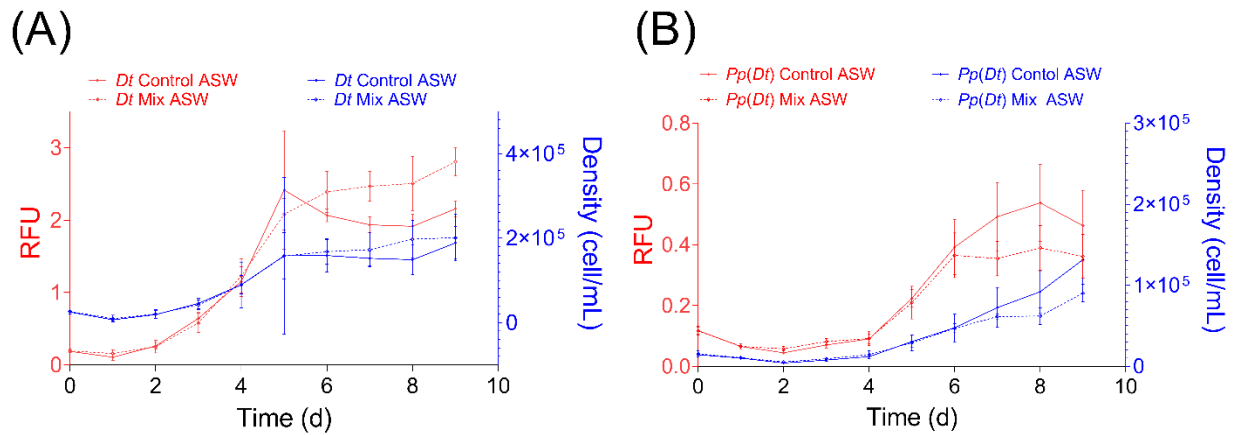 (A)
Dt Control ASW
Dt Mix ASW
Dt Control ASW
Dt Mix ASW
RFU
3
2
1
0
4×10⁵
2×10⁵
0
Density (cell/mL)
0 2 4 6 8 10
Time (d)
(B)
Pp(Dt) Control ASW
Pp(Dt) Mix ASW
Pp(Dt) Contol ASW
Pp(Dt) Mix ASW
RFU
0.8
0.6
0.4
0.2
0.0
3×10⁵
2×10⁵
1×10⁵
0
Density (cell/mL)
0 2 4 6 8 10
Time (d)